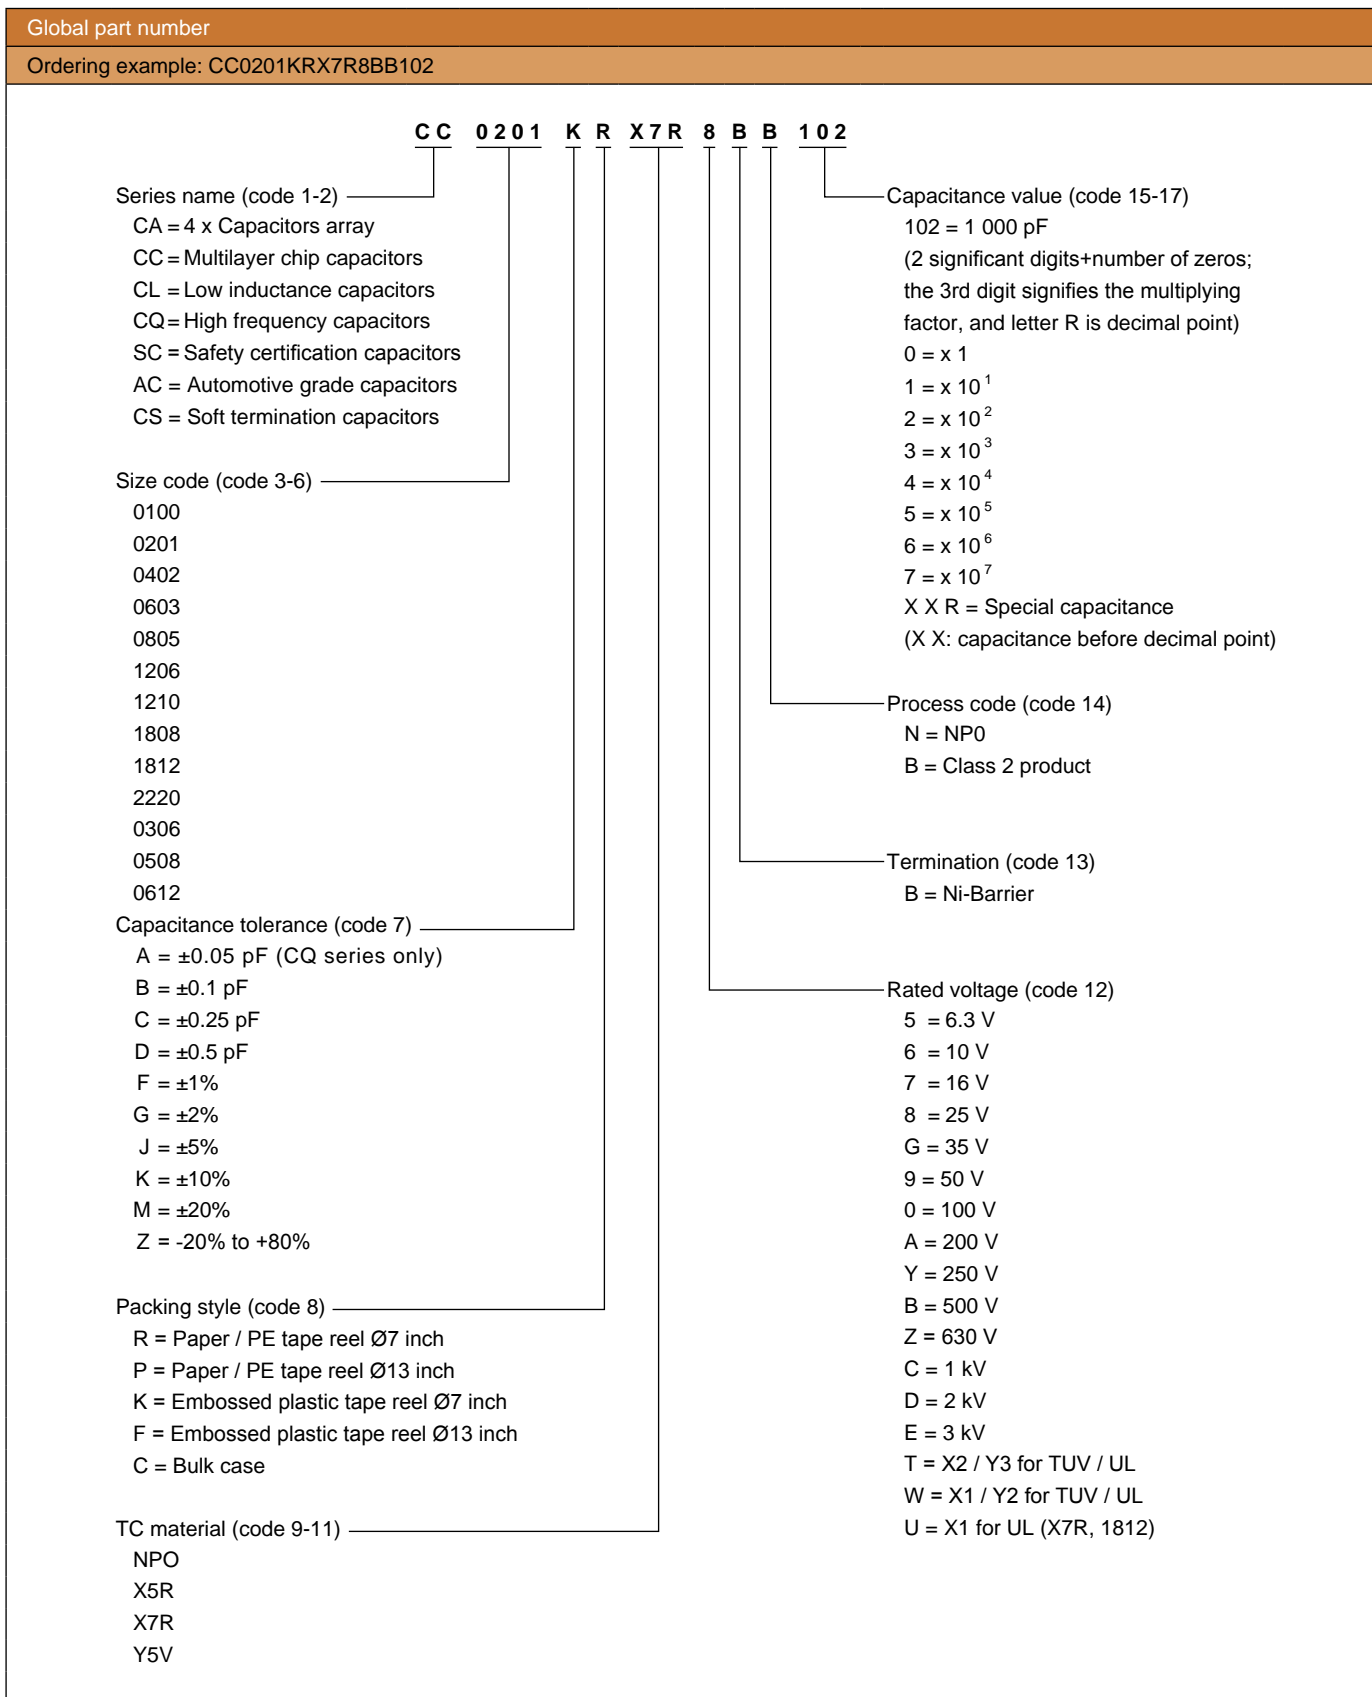 Global part number
Ordering example: CC0201KRX7R8BB102
CC 0201 K R X7R 8 B B 102
Series name (code 1-2)
CA = 4 x Capacitors array
CC = Multilayer chip capacitors
CL = Low inductance capacitors
CQ = High frequency capacitors
SC = Safety certification capacitors
AC = Automotive grade capacitors
CS = Soft termination capacitors
Size code (code 3-6)
0100
0201
0402
0603
0805
1206
1210
1808
1812
2220
0306
0508
0612
Capacitance tolerance (code 7)
A = ±0.05 pF (CQ series only)
B = ±0.1 pF
C = ±0.25 pF
D = ±0.5 pF
F = ±1%
G = ±2%
J = ±5%
K = ±10%
M = ±20%
Z = -20% to +80%
Packing style (code 8)
R = Paper / PE tape reel Ø7 inch
P = Paper / PE tape reel Ø13 inch
K = Embossed plastic tape reel Ø7 inch
F = Embossed plastic tape reel Ø13 inch
C = Bulk case
TC material (code 9-11)
NPO
X5R
X7R
Y5V
Capacitance value (code 15-17)
102 = 1 000 pF
(2 significant digits+number of zeros;
the 3rd digit signifies the multiplying
factor, and letter R is decimal point)
0 = x 1
1 = x 10 1
2 = x 10 2
3 = x 10 3
4 = x 10 4
5 = x 10 5
6 = x 10 6
7 = x 10 7
X X R = Special capacitance
(X X: capacitance before decimal point)
Process code (code 14)
N = NP0
B = Class 2 product
Termination (code 13)
B = Ni-Barrier
Rated voltage (code 12)
5 = 6.3 V
6 = 10 V
7 = 16 V
8 = 25 V
G = 35 V
9 = 50 V
0 = 100 V
A = 200 V
Y = 250 V
B = 500 V
Z = 630 V
C = 1 kV
D = 2 kV
E = 3 kV
T = X2 / Y3 for TUV / UL
W = X1 / Y2 for TUV / UL
U = X1 for UL (X7R, 1812)